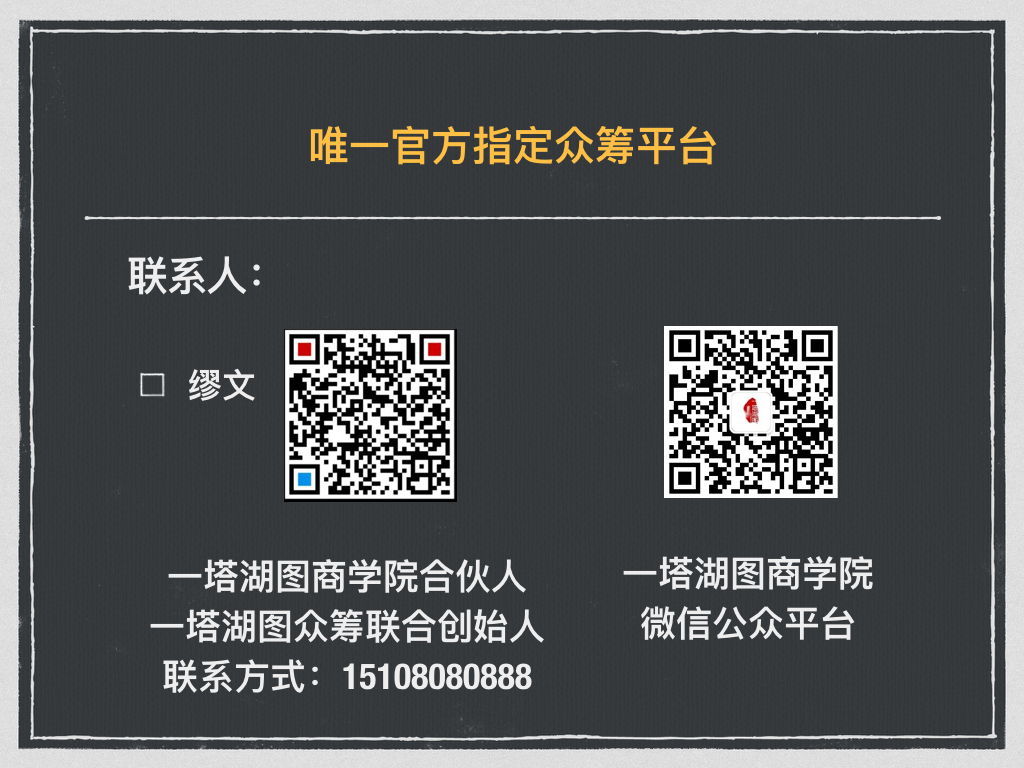 唯一官方指定众筹平台
联系人：
缪文
一塔湖图商学院合伙人
一塔湖图众筹联合创始人
联系方式：15108080888
一塔湖图商学院
微信公众平台